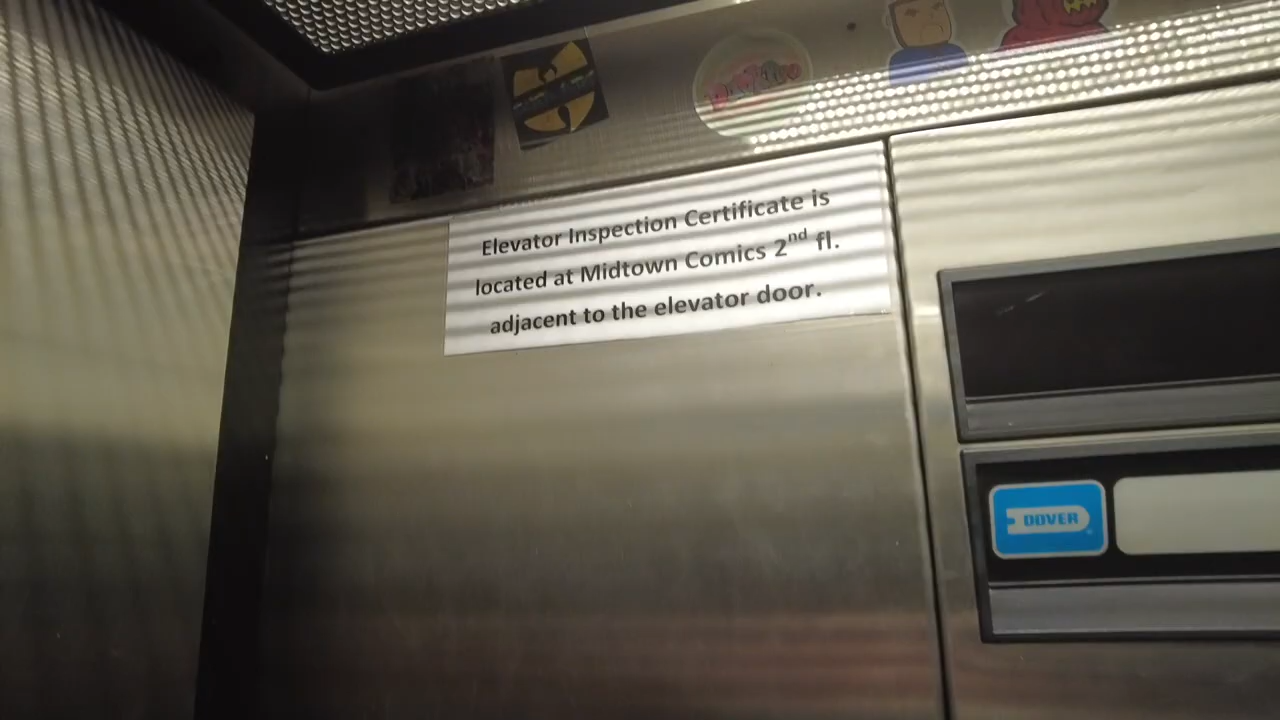 Elevator Inspection Certificate is
located at Midtown Comics 2nd fl.
adjacent to the elevator door.
DOVER